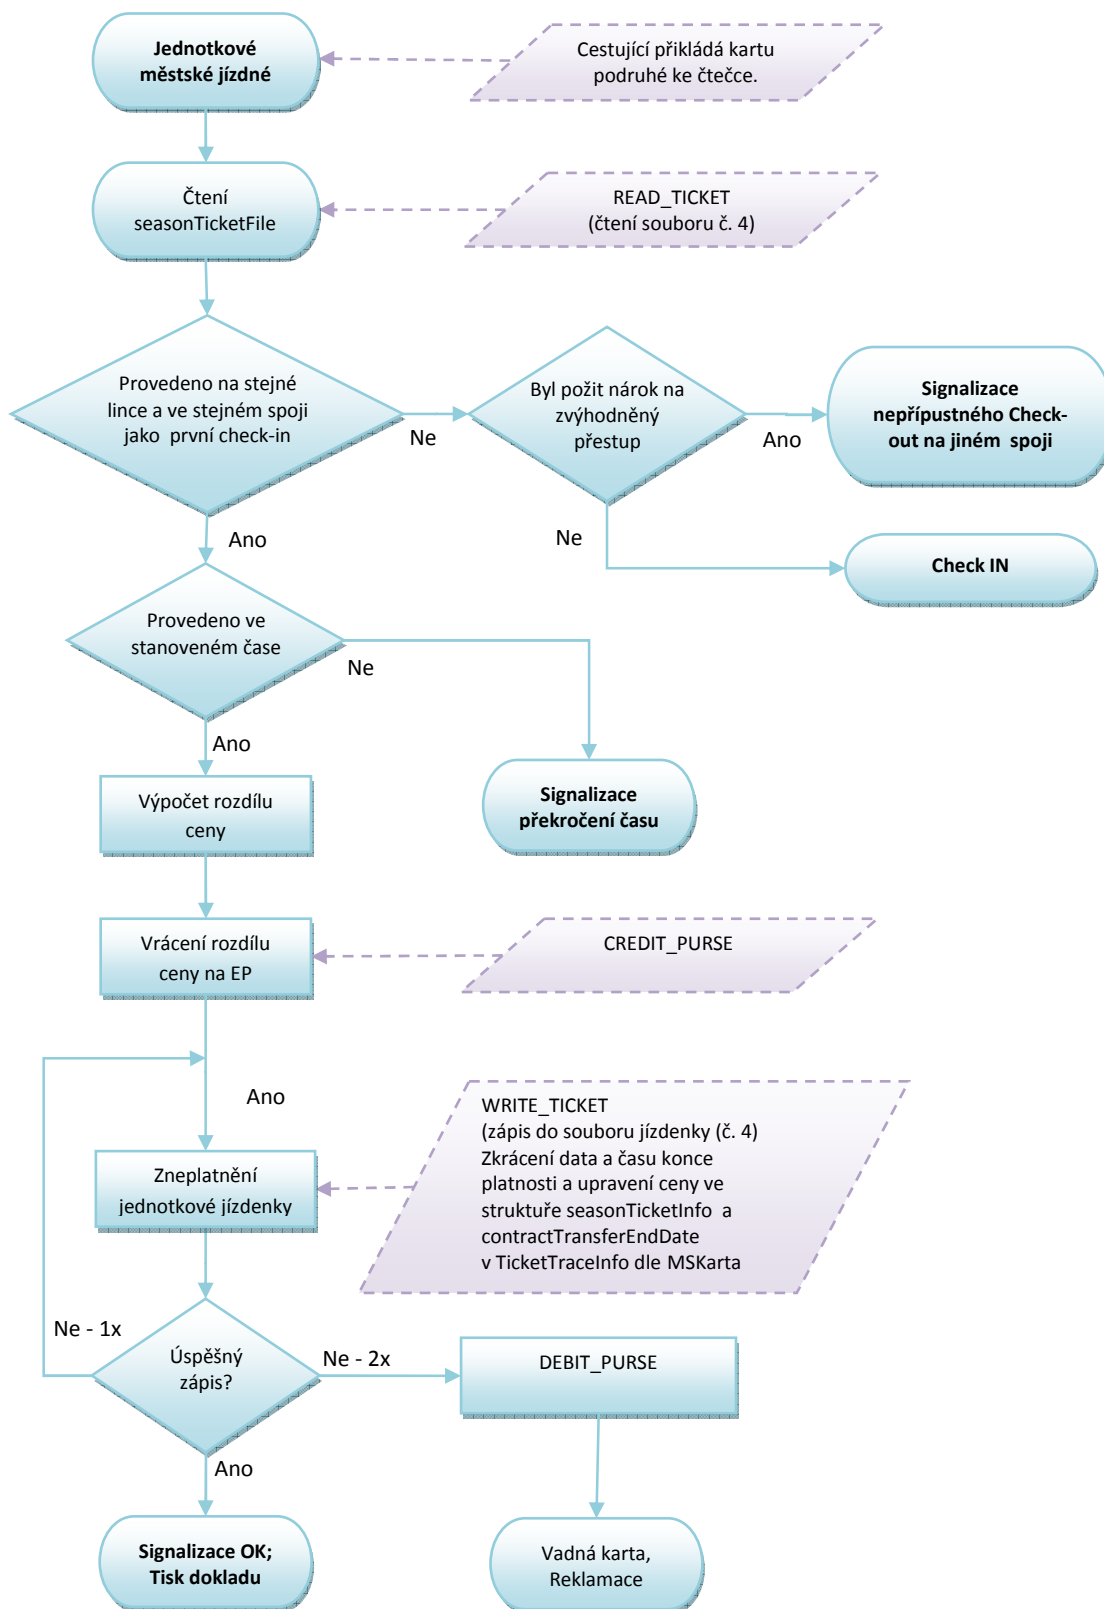 Jednotkové
městské jízdné
Cestující přikládá kartu
podruhé ke čtečce.
Čtení
seasonTicketFile
READ_TICKET
(čtení souboru č. 4)
Provedeno na stejné
lince a ve stejném spoji
jako první check-in
Ne
Byl požit nárok na
zvýhodněný
přestup
Ano
Signalizace
nepřípustného Check-
out na jiném spoji
Ano
Ne
Check IN
Provedeno ve
stanoveném čase
Ne
Ano
Signalizace
překročení času
Výpočet rozdílu
ceny
Vrácení rozdílu
ceny na EP
CREDIT_PURSE
Ano
WRITE_TICKET
(zápis do souboru jízdenky (č. 4)
Zkrácení data a času konce
platnosti a upravení ceny ve
struktuře seasonTicketInfo a
contractTransferEndDate
v TicketTraceInfo dle MSKarta
Zneplatnění
jednotkové jízdenky
Ne - 1x
Úspěšný
zápis?
Ne - 2x
DEBIT_PURSE
Ano
Signalizace OK;
Tisk dokladu
Vadná karta,
Reklamace